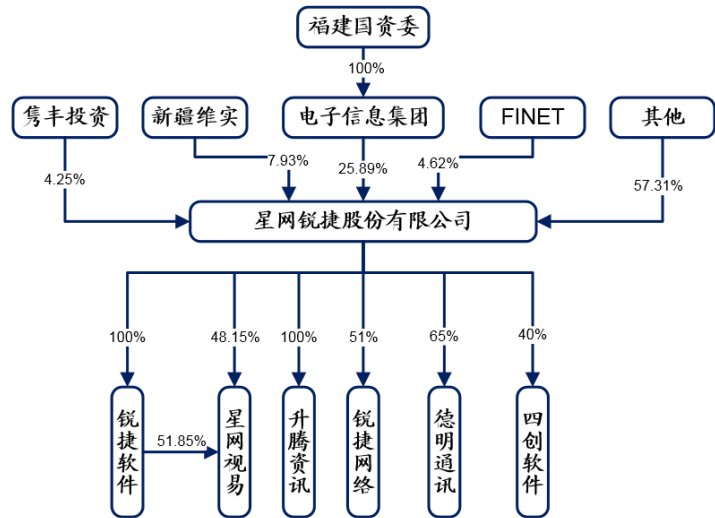 福建国资委
100%
隽丰投资
新疆维实
电子信息集团
FINET
其他
7.93%
25.89%
4.62%
4.25%
57.31%
星网锐捷股份有限公司
100%
48.15%
100%
51%
65%
40%
锐捷软件
51.85%
星网视易
升腾资讯
锐捷网络
德明通讯
四创软件